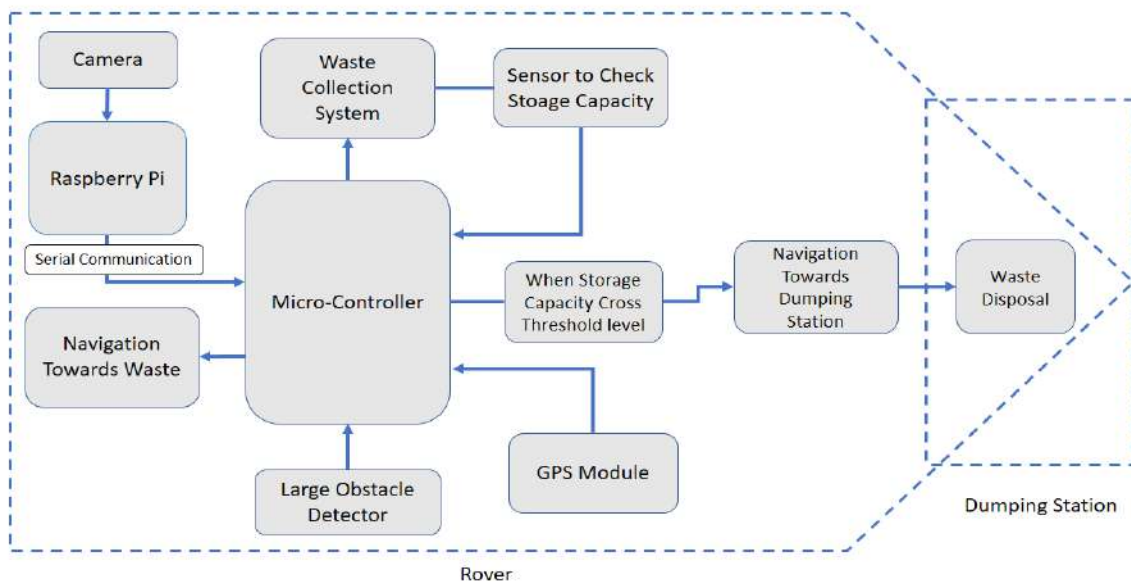 Camera
Waste
Collection
System
Sensor to Check
Stoage Capacity
Raspberry Pi
Serial Communication
Micro-Controller
When Storage
Capacity Cross
Threshold level
Navigation
Towards
Dumping
Station
Waste
Disposal
Navigation
Towards Waste
Large Obstacle
Detector
GPS Module
Dumping Station
Rover